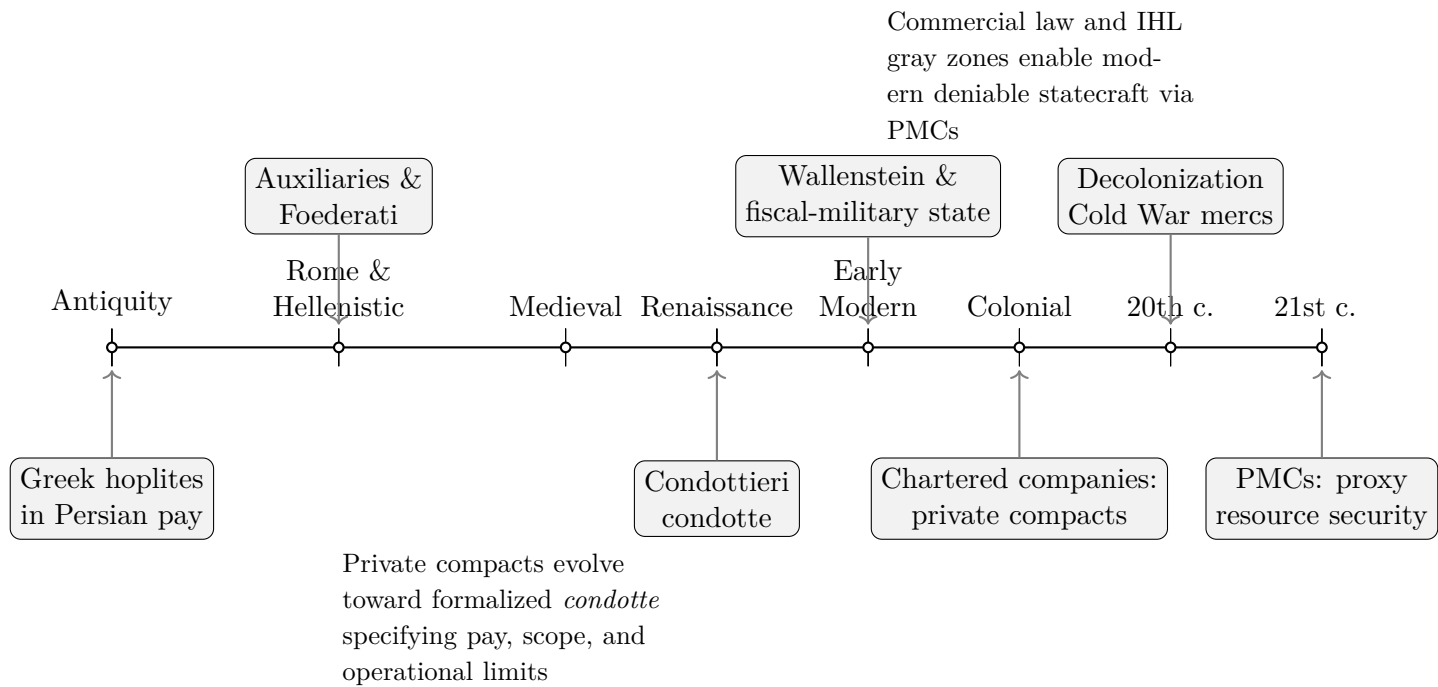 Commercial law and IHL
gray zones enable mod-
ern deniable statecraft via
PMCs
Auxiliaries &
Foederati
Wallenstein &
fiscal-military state
Decolonization
Cold War mercs
Antiquity
Rome &
Hellenistic
Medieval
Renaissance
Early
Modern
Colonial
20th c.
21st c.
Greek hoplites
in Persian pay
Condottieri
condotte
Chartered companies:
private compacts
PMCs: proxy
resource security
Private compacts evolve
toward formalized condotte
specifying pay, scope, and
operational limits